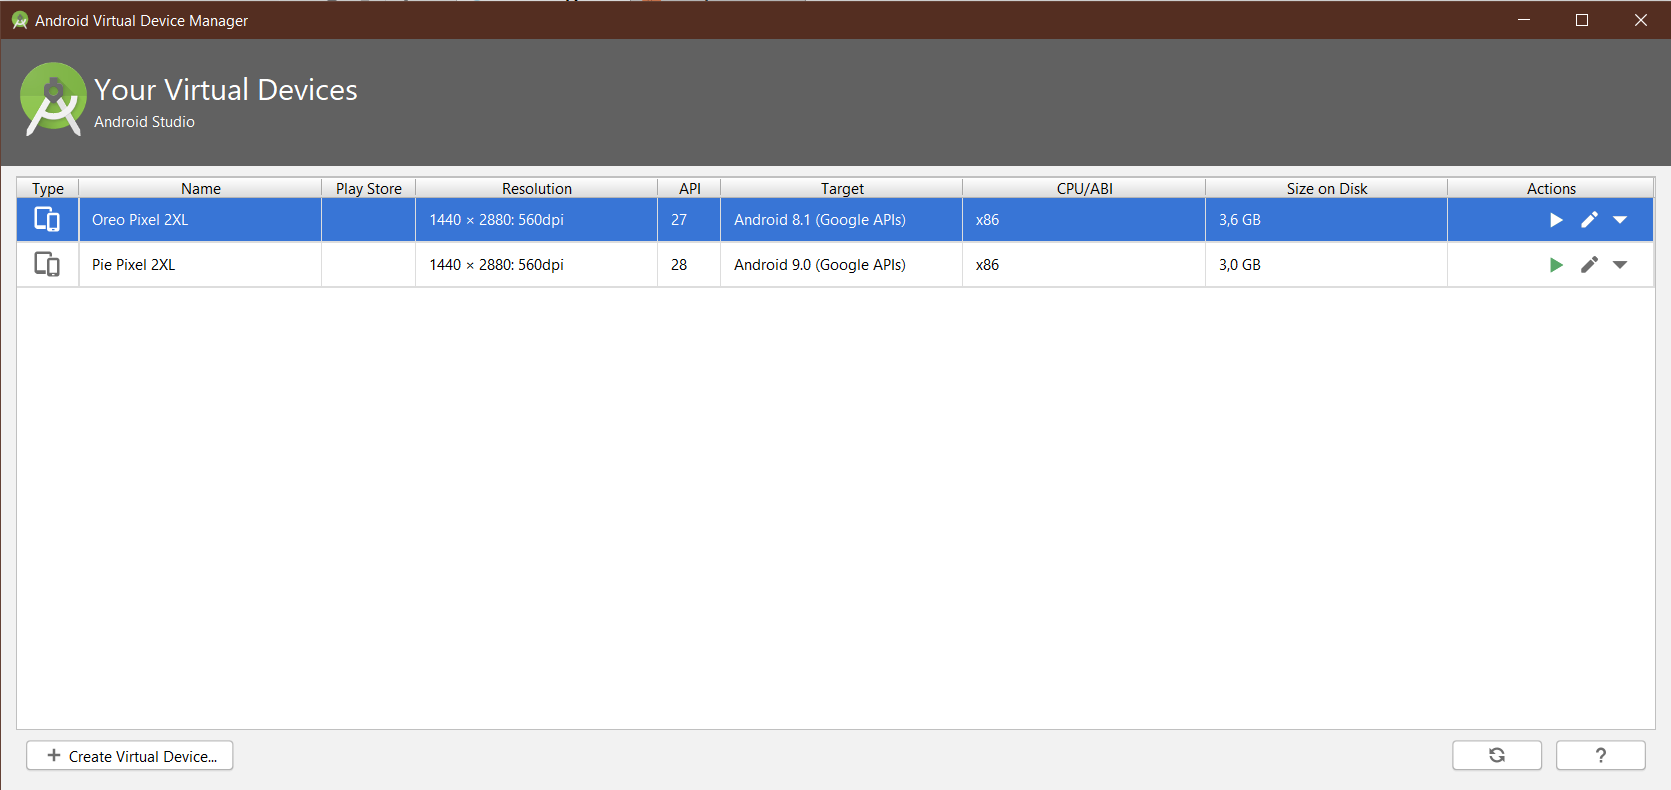 Android Virtual Device Manager
Your Virtual Devices
Android Studio
Type Name Play Store Resolution API Target CPU/ABI Size on Disk Actions
Oreo Pixel 2XL 1440 × 2880: 560dpi 27 Android 8.1 (Google APIs) x86 3,6 GB
Pie Pixel 2XL 1440 × 2880: 560dpi 28 Android 9.0 (Google APIs) x86 3,0 GB
+ Create Virtual Device... ?